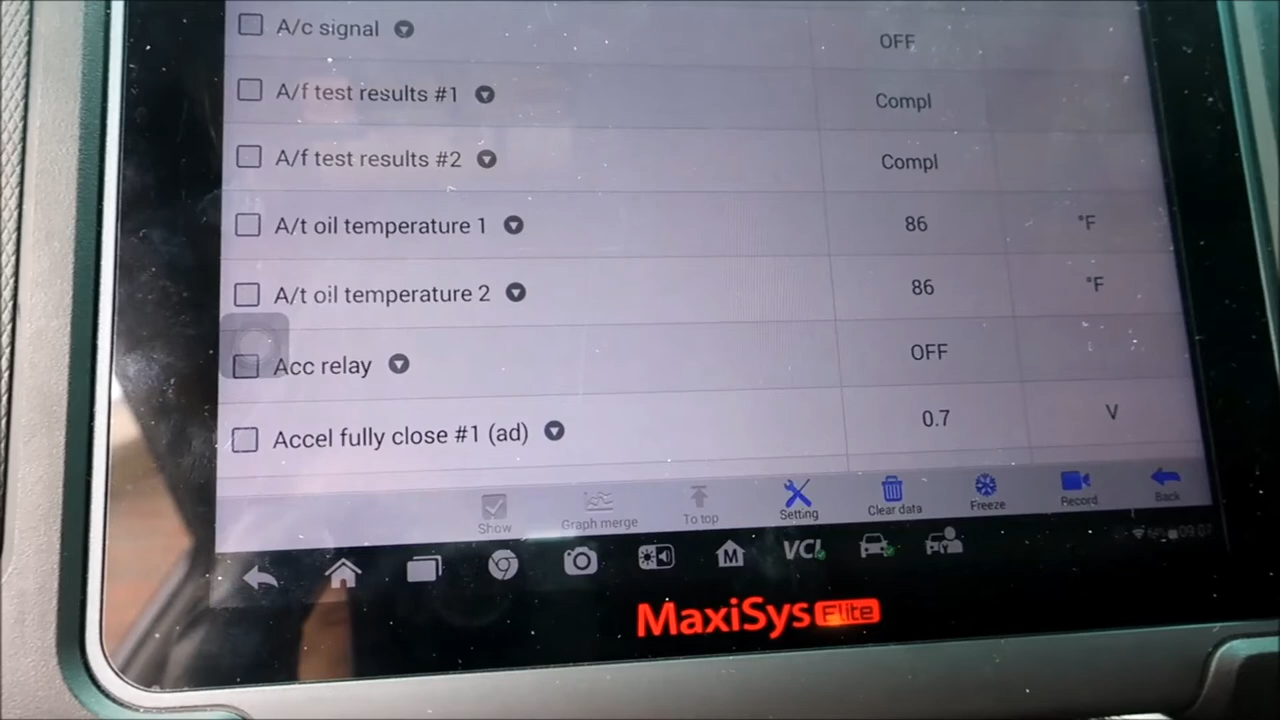 A/c signal OFF
A/f test results #1 Compl
A/f test results #2 Compl
A/t oil temperature 1 86 °F
A/t oil temperature 2 86 °F
Acc relay OFF
Accel fully close #1 (ad) 0.7 V
Show Graph merge To top Setting Clear data Freeze Record Back
M VCI 09:07
MaxiSys Elite